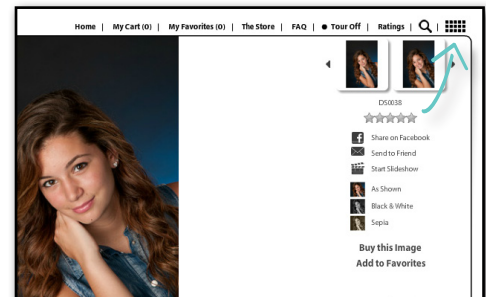 Home | My Cart (0) | My Favorites (0) | The Store | FAQ | ● Tour Off | Ratings |
DS0038
Share on Facebook
Send to Friend
Start Slideshow
As Shown
Black & White
Sepia
Buy this Image
Add to Favorites